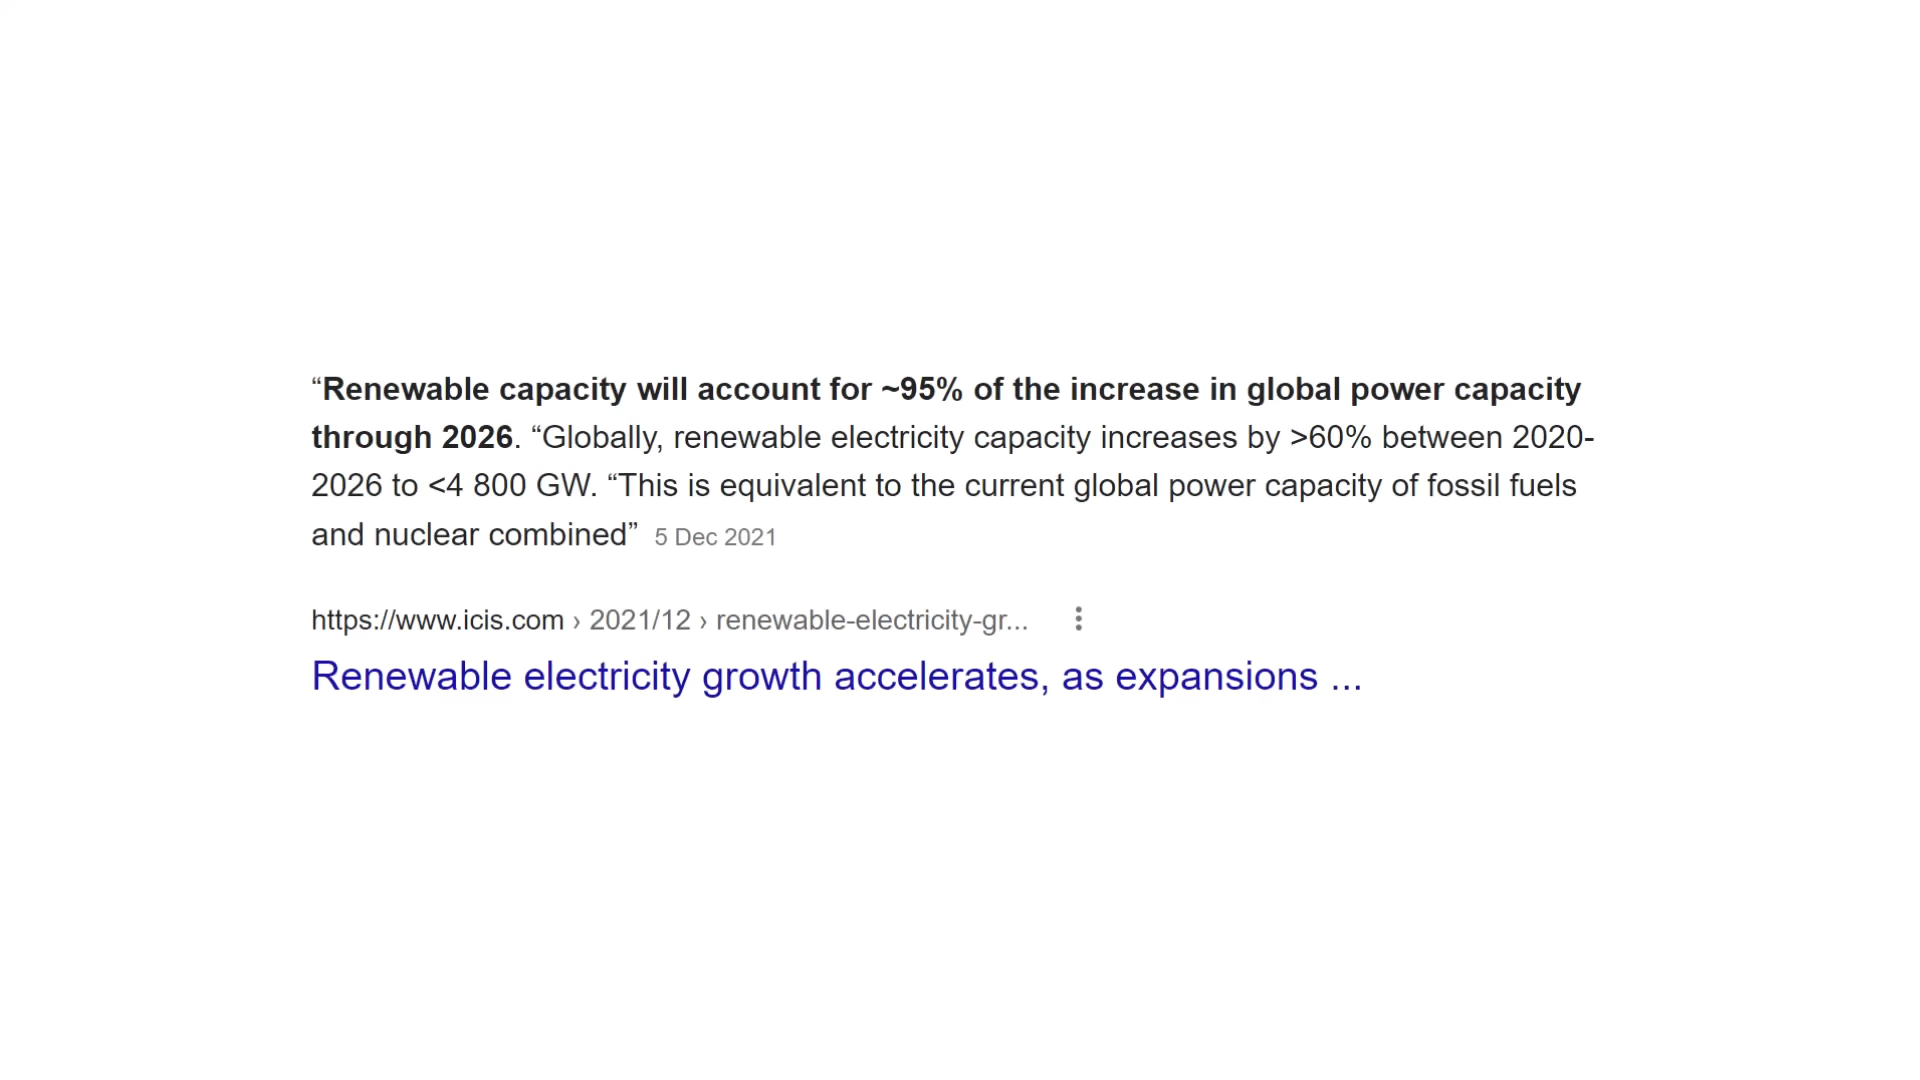 “Renewable capacity will account for ~95% of the increase in global power capacity
through 2026. “Globally, renewable electricity capacity increases by >60% between 2020-
2026 to <4 800 GW. “This is equivalent to the current global power capacity of fossil fuels
and nuclear combined” 5 Dec 2021
https://www.icis.com › 2021/12 › renewable-electricity-gr...
Renewable electricity growth accelerates, as expansions ...